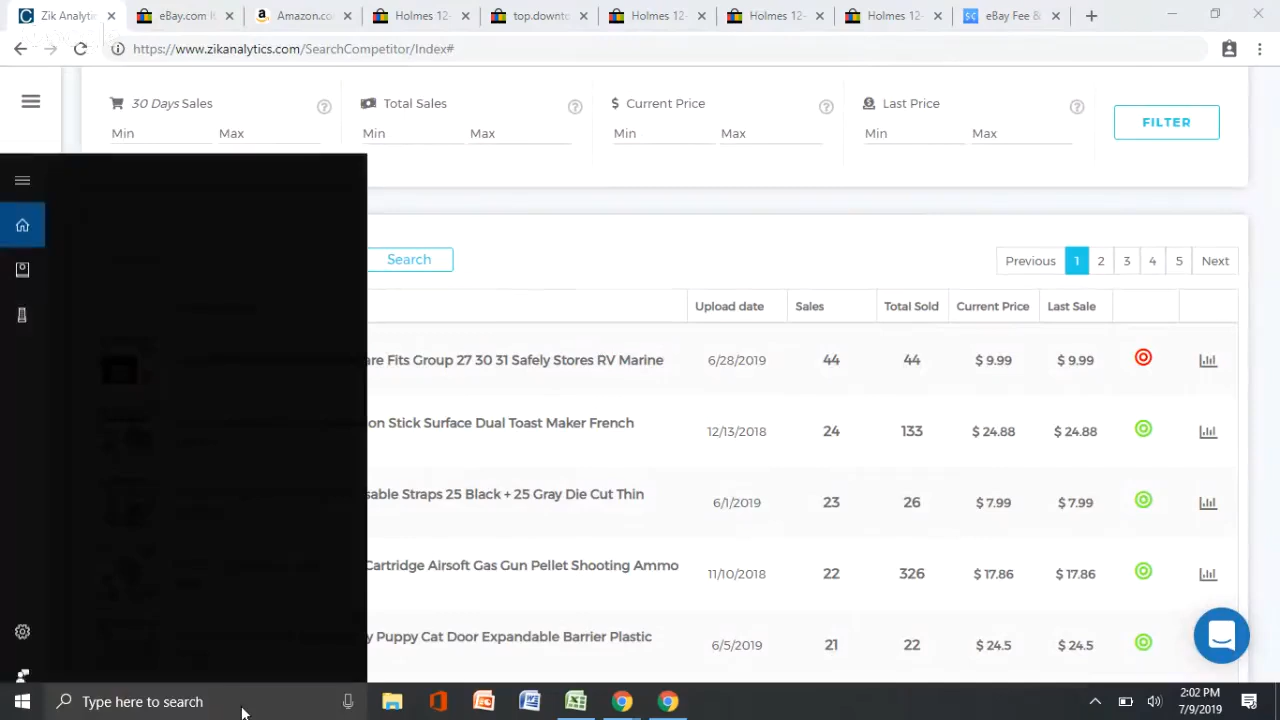 Zik Analytic
eBay.com K
Amazon.co
Holmes 12-
top.downto
Holmes 12
Holmes 12-
Holmes 12-
eBay Fee &
https://www.zikanalytics.com/SearchCompetitor/Index#
30 Days Sales
Total Sales
$ Current Price
Last Price
Min Max
Min Max
Min Max
Min Max
FILTER
Search
Previous 1 2 3 4 5 Next
Upload date Sales Total Sold Current Price Last Sale
are Fits Group 27 30 31 Safely Stores RV Marine 6/28/2019 44 44 $ 9.99 $ 9.99
on Stick Surface Dual Toast Maker French 12/13/2018 24 133 $ 24.88 $ 24.88
sable Straps 25 Black + 25 Gray Die Cut Thin 6/1/2019 23 26 $ 7.99 $ 7.99
Cartridge Airsoft Gas Gun Pellet Shooting Ammo 11/10/2018 22 326 $ 17.86 $ 17.86
y Puppy Cat Door Expandable Barrier Plastic 6/5/2019 21 22 $ 24.5 $ 24.5
Type here to search
2:02 PM
7/9/2019